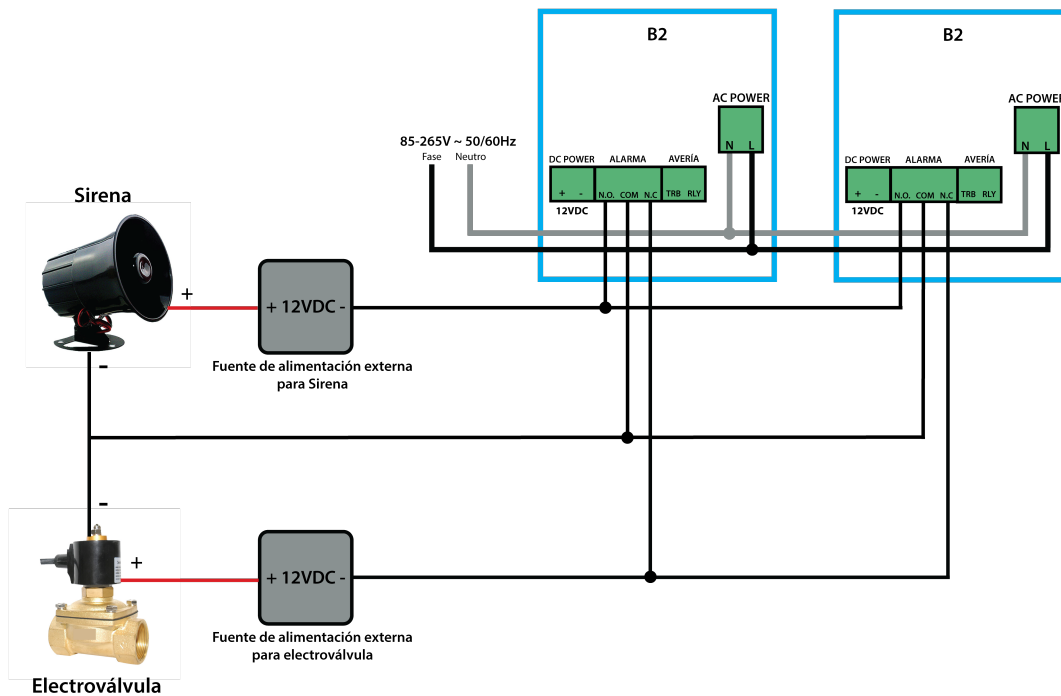 B2
B2
AC POWER
N L
AC POWER
N L
85-265V ~ 50/60Hz
Fase Neutro
DC POWER ALARMA AVERÍA
+ - N.O. COM N.C TRB RLY
12VDC
DC POWER ALARMA AVERÍA
+ - N.O. COM N.C TRB RLY
12VDC
Sirena
+
+ 12VDC -
-
Fuente de alimentación externa
para Sirena
-
+
+ 12VDC -
Fuente de alimentación externa
para electroválvula
Electroválvula